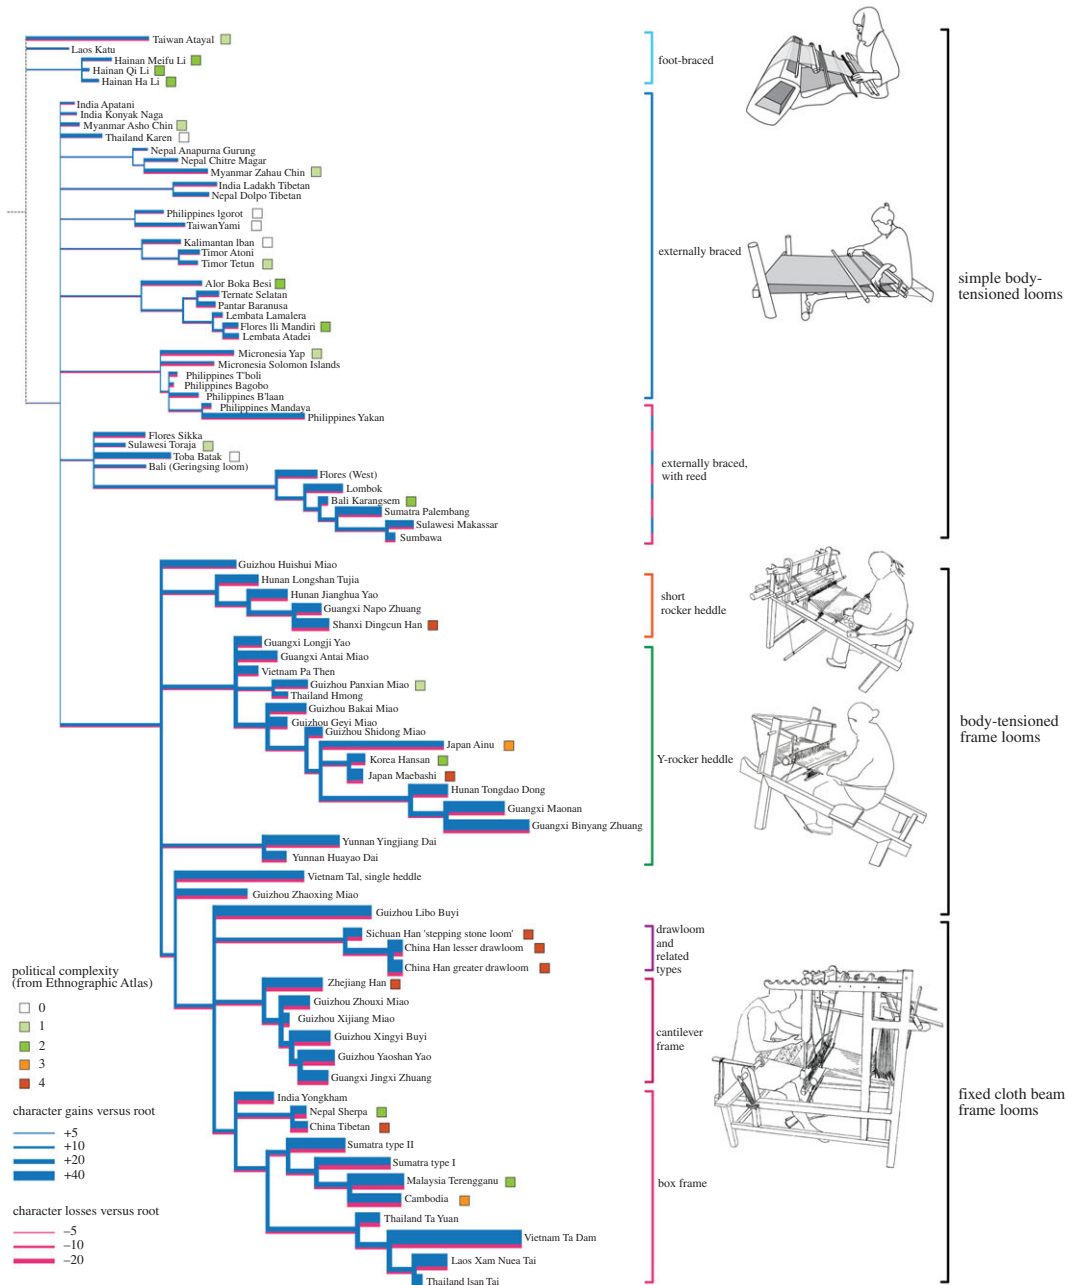 Taiwan Atayal
Laos Katu
Hainan Meifu Li
Hainan Qi Li
Hainan Ha Li
India Apatani
India Konyak Naga
Myanmar Asho Chin
Thailand Karen
Nepal Anapurna Gurung
Nepal Chitre Magar
Myanmar Zahau Chin
India Ladakh Tibetan
Nepal Dolpo Tibetan
Philippines Igorot
TaiwanYami
Kalimantan Iban
Timor Atoni
Timor Tetun
Alor Boka Besi
Ternate Selatan
Pantar Baranusa
Lembata Lamalera
Flores Ili Mandiri
Lembata Atadei
Micronesia Yap
Micronesia Solomon Islands
Philippines T'boli
Philippines Bagobo
Philippines B'laan
Philippines Mandaya
Philippines Yakan
Flores Sikka
Sulawesi Toraja
Toba Batak
Bali (Geringsing loom)
Flores (West)
Lombok
Bali Karangsem
Sumatra Palembang
Sulawesi Makassar
Sumbawa
Guizhou Huishui Miao
Hunan Longshan Tujia
Hunan Jianghua Yao
Guangxi Napo Zhuang
Shanxi Dingcun Han
Guangxi Longji Yao
Guangxi Antai Miao
Vietnam Pa Then
Guizhou Panxian Miao
Thailand Hmong
Guizhou Bakai Miao
Guizhou Geyi Miao
Guizhou Shidong Miao
Japan Ainu
Korea Hansan
Japan Maebashi
Hunan Tongdao Dong
Guangxi Maonan
Guangxi Binyang Zhuang
Yunnan Yingjiang Dai
Yunnan Huayao Dai
Vietnam Tal, single heddle
Guizhou Zhaoxing Miao
Guizhou Libo Buyi
Sichuan Han 'stepping stone loom'
China Han lesser drawloom
China Han greater drawloom
Zhejiang Han
Guizhou Zhouxi Miao
Guizhou Xijiang Miao
Guizhou Xingyi Buyi
Guizhou Yaoshan Yao
Guangxi Jingxi Zhuang
India Yongkham
Nepal Sherpa
China Tibetan
Sumatra type II
Sumatra type I
Malaysia Terengganu
Cambodia
Thailand Ta Yuan
Vietnam Ta Dam
Laos Xam Nuea Tai
Thailand Isan Tai
foot-braced
externally braced
externally braced,
with reed
short
rocker heddle
Y-rocker heddle
drawloom
and
related
types
cantilever
frame
box frame
simple body-
tensioned looms
body-tensioned
frame looms
fixed cloth beam
frame looms
political complexity
(from Ethnographic Atlas)
0
1
2
3
4
character gains versus root
+5
+10
+20
+40
character losses versus root
–5
–10
–20